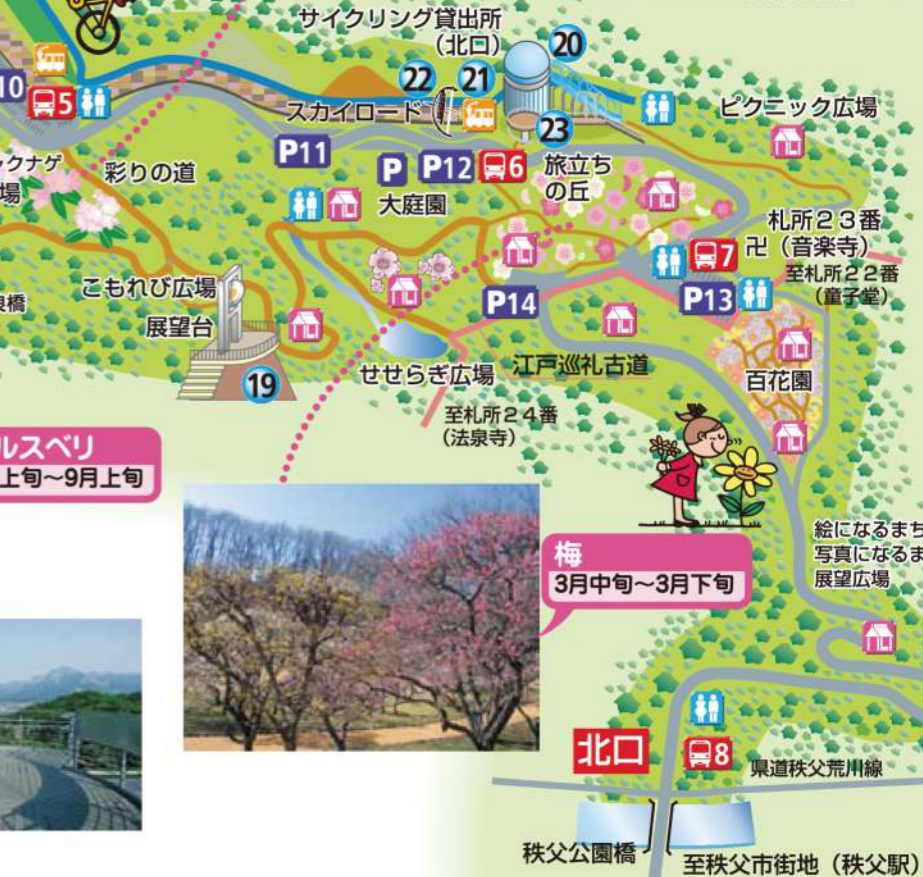 サイクリング貸出所
(北口)
20
10
5
22
21
スカイロード
23
ピクニック広場
P11
P
P12
6
旅立ち
の丘
クナゲ
場
彩りの道
大庭園
札所23番
卍(音楽寺)
7
至札所22番
(童子堂)
こもれび広場
P14
P13
展望台
橋
19
せせらぎ広場
江戸巡礼古道
百花園
至札所24番
(法泉寺)
ルスベリ
上旬~9月上旬
梅
3月中旬~3月下旬
絵になるまち
写真になるま
展望広場
北口
8
県道秩父荒川線
秩父公園橋
至秩父市街地(秩父駅)